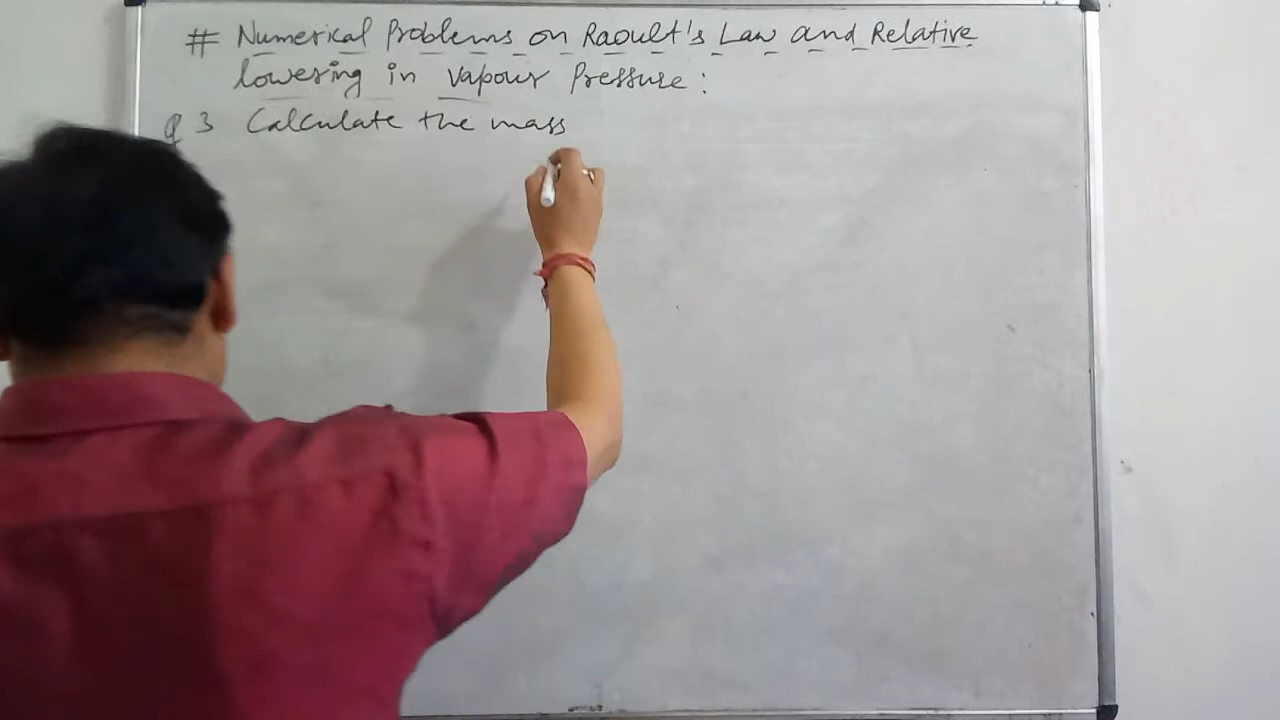 # Numerical Problems on Raoult's Law and Relative
lowering in vapour Pressure:
Q 3 Calculate the mass